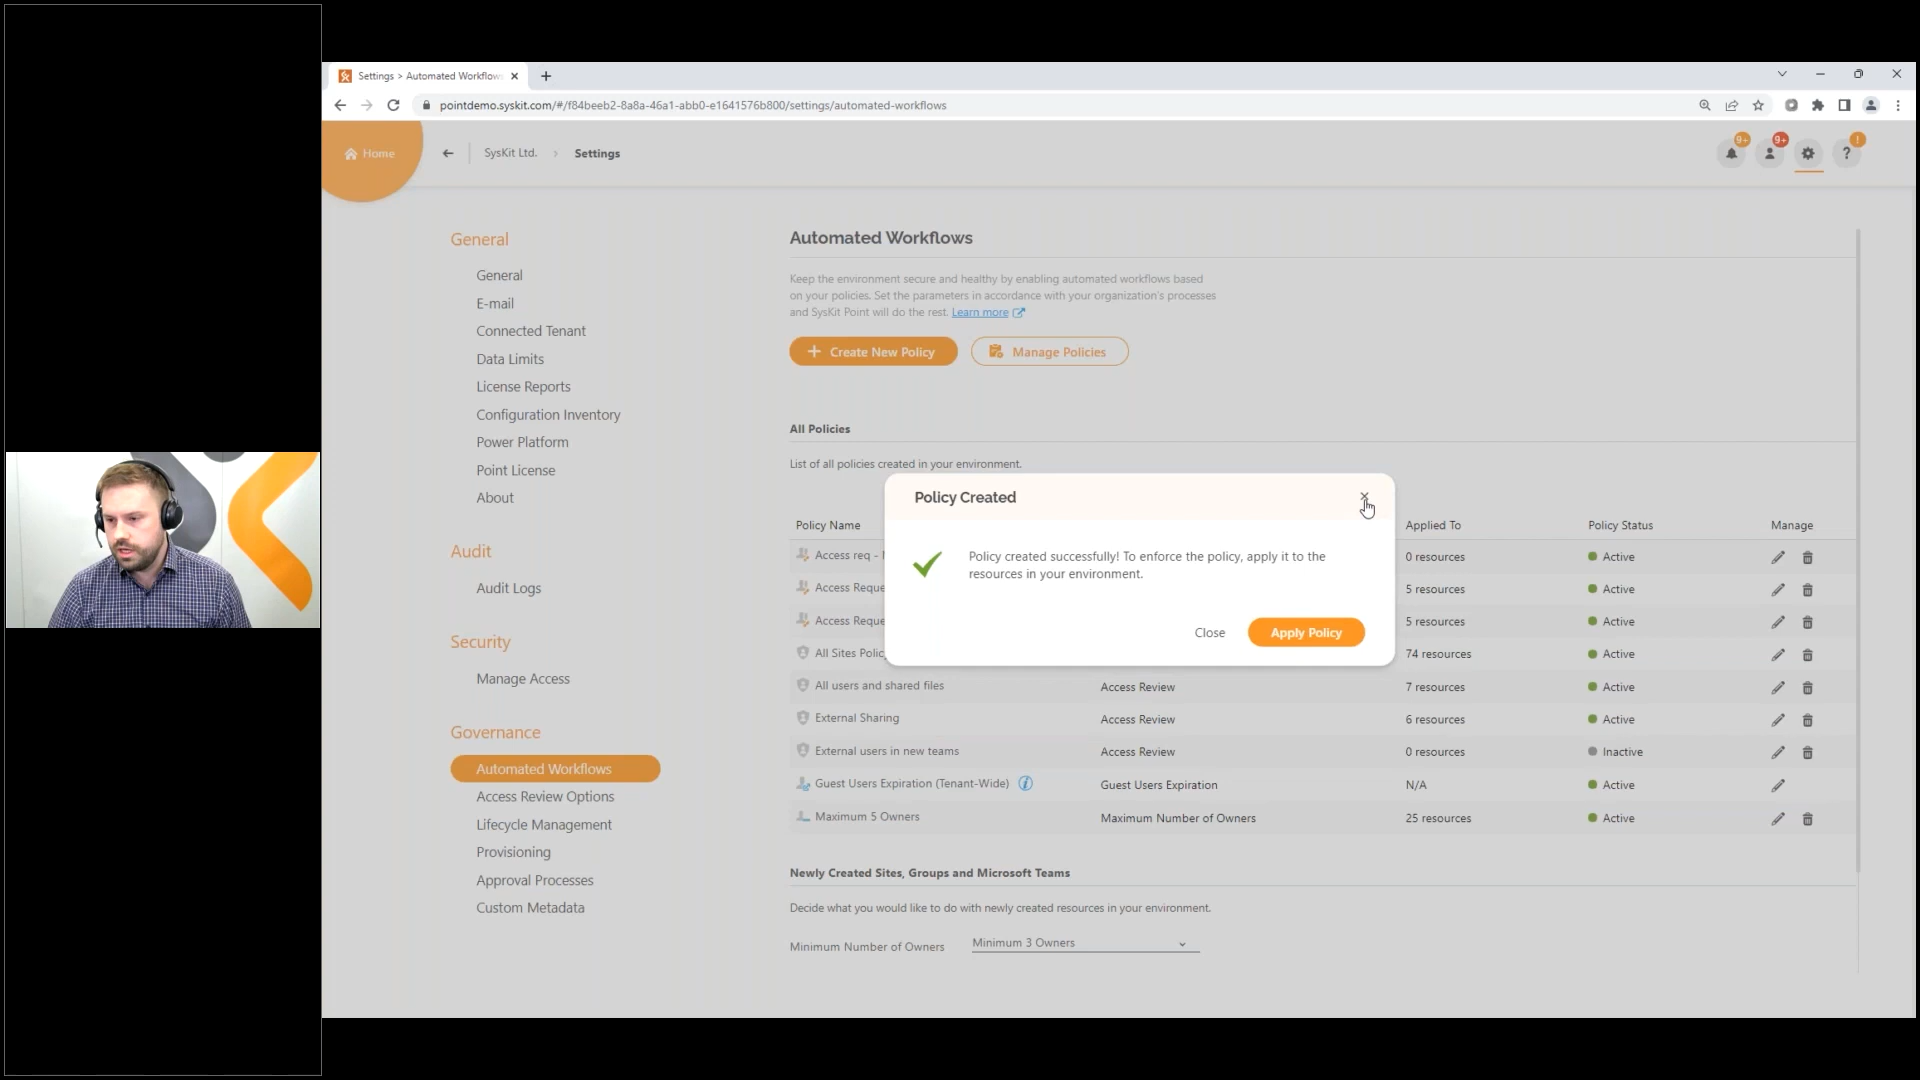 Settings > Automated Workflow
pointdemo.syskit.com/#/f84beeb2-8a8a-46a1-abb0-e1641576b800/settings/automated-workflows
Home
SysKit Ltd. > Settings
9+
9+
!
?
General
General
E-mail
Connected Tenant
Data Limits
License Reports
Configuration Inventory
Power Platform
Point License
About
Audit
Audit Logs
Security
Manage Access
Governance
Automated Workflows
Access Review Options
Lifecycle Management
Provisioning
Approval Processes
Custom Metadata
Automated Workflows
Keep the environment secure and healthy by enabling automated workflows based
on your policies. Set the parameters in accordance with your organization's processes
and SysKit Point will do the rest. Learn more
+ Create New Policy Manage Policies
All Policies
List of all policies created in your environment.
Policy Name Applied To Policy Status Manage
Access req - 0 resources Active
Access Reque 5 resources Active
Access Reque 5 resources Active
All Sites Polic 74 resources Active
All users and shared files Access Review 7 resources Active
External Sharing Access Review 6 resources Active
External users in new teams Access Review 0 resources Inactive
Guest Users Expiration (Tenant-Wide) i Guest Users Expiration N/A Active
Maximum 5 Owners Maximum Number of Owners 25 resources Active
Newly Created Sites, Groups and Microsoft Teams
Decide what you would like to do with newly created resources in your environment.
Minimum Number of Owners Minimum 3 Owners
Policy Created
Policy created successfully! To enforce the policy, apply it to the
resources in your environment.
Close Apply Policy